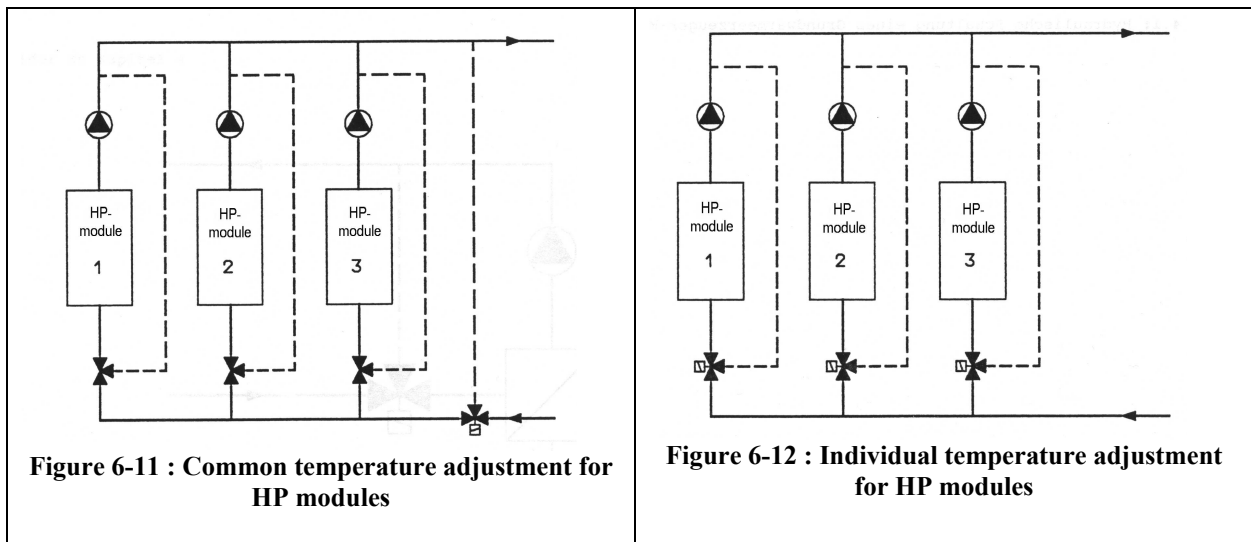 HP-
module
1
HP-
module
2
HP-
module
3
Figure 6-11 : Common temperature adjustment for
HP modules
HP-
module
1
HP-
module
2
HP-
module
3
Figure 6-12 : Individual temperature adjustment
for HP modules